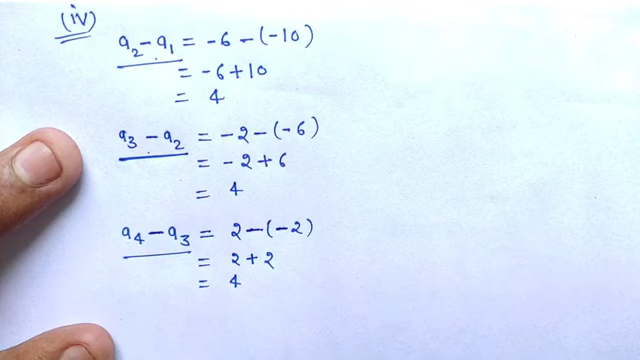 (iv)
a₂ - a₁ = -6 - (-10)
= -6 + 10
= 4
a₃ - a₂ = -2 - (-6)
= -2 + 6
= 4
a₄ - a₃ = 2 - (-2)
= 2 + 2
= 4